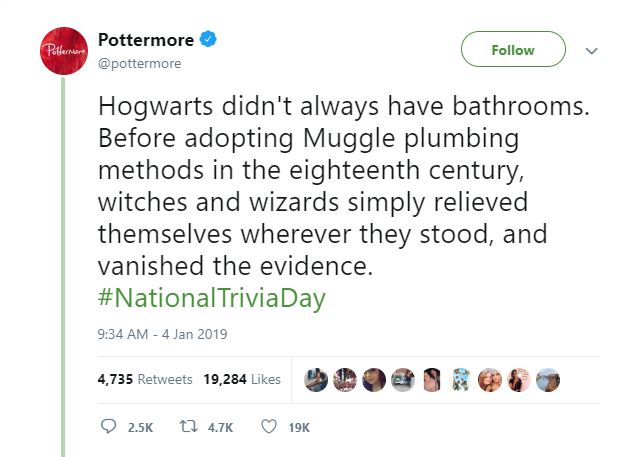 Pottermore
Pottermore
@pottermore
Follow
Hogwarts didn't always have bathrooms.
Before adopting Muggle plumbing
methods in the eighteenth century,
witches and wizards simply relieved
themselves wherever they stood, and
vanished the evidence.
#NationalTriviaDay
9:34 AM - 4 Jan 2019
4,735 Retweets 19,284 Likes
2.5K 4.7K 19K